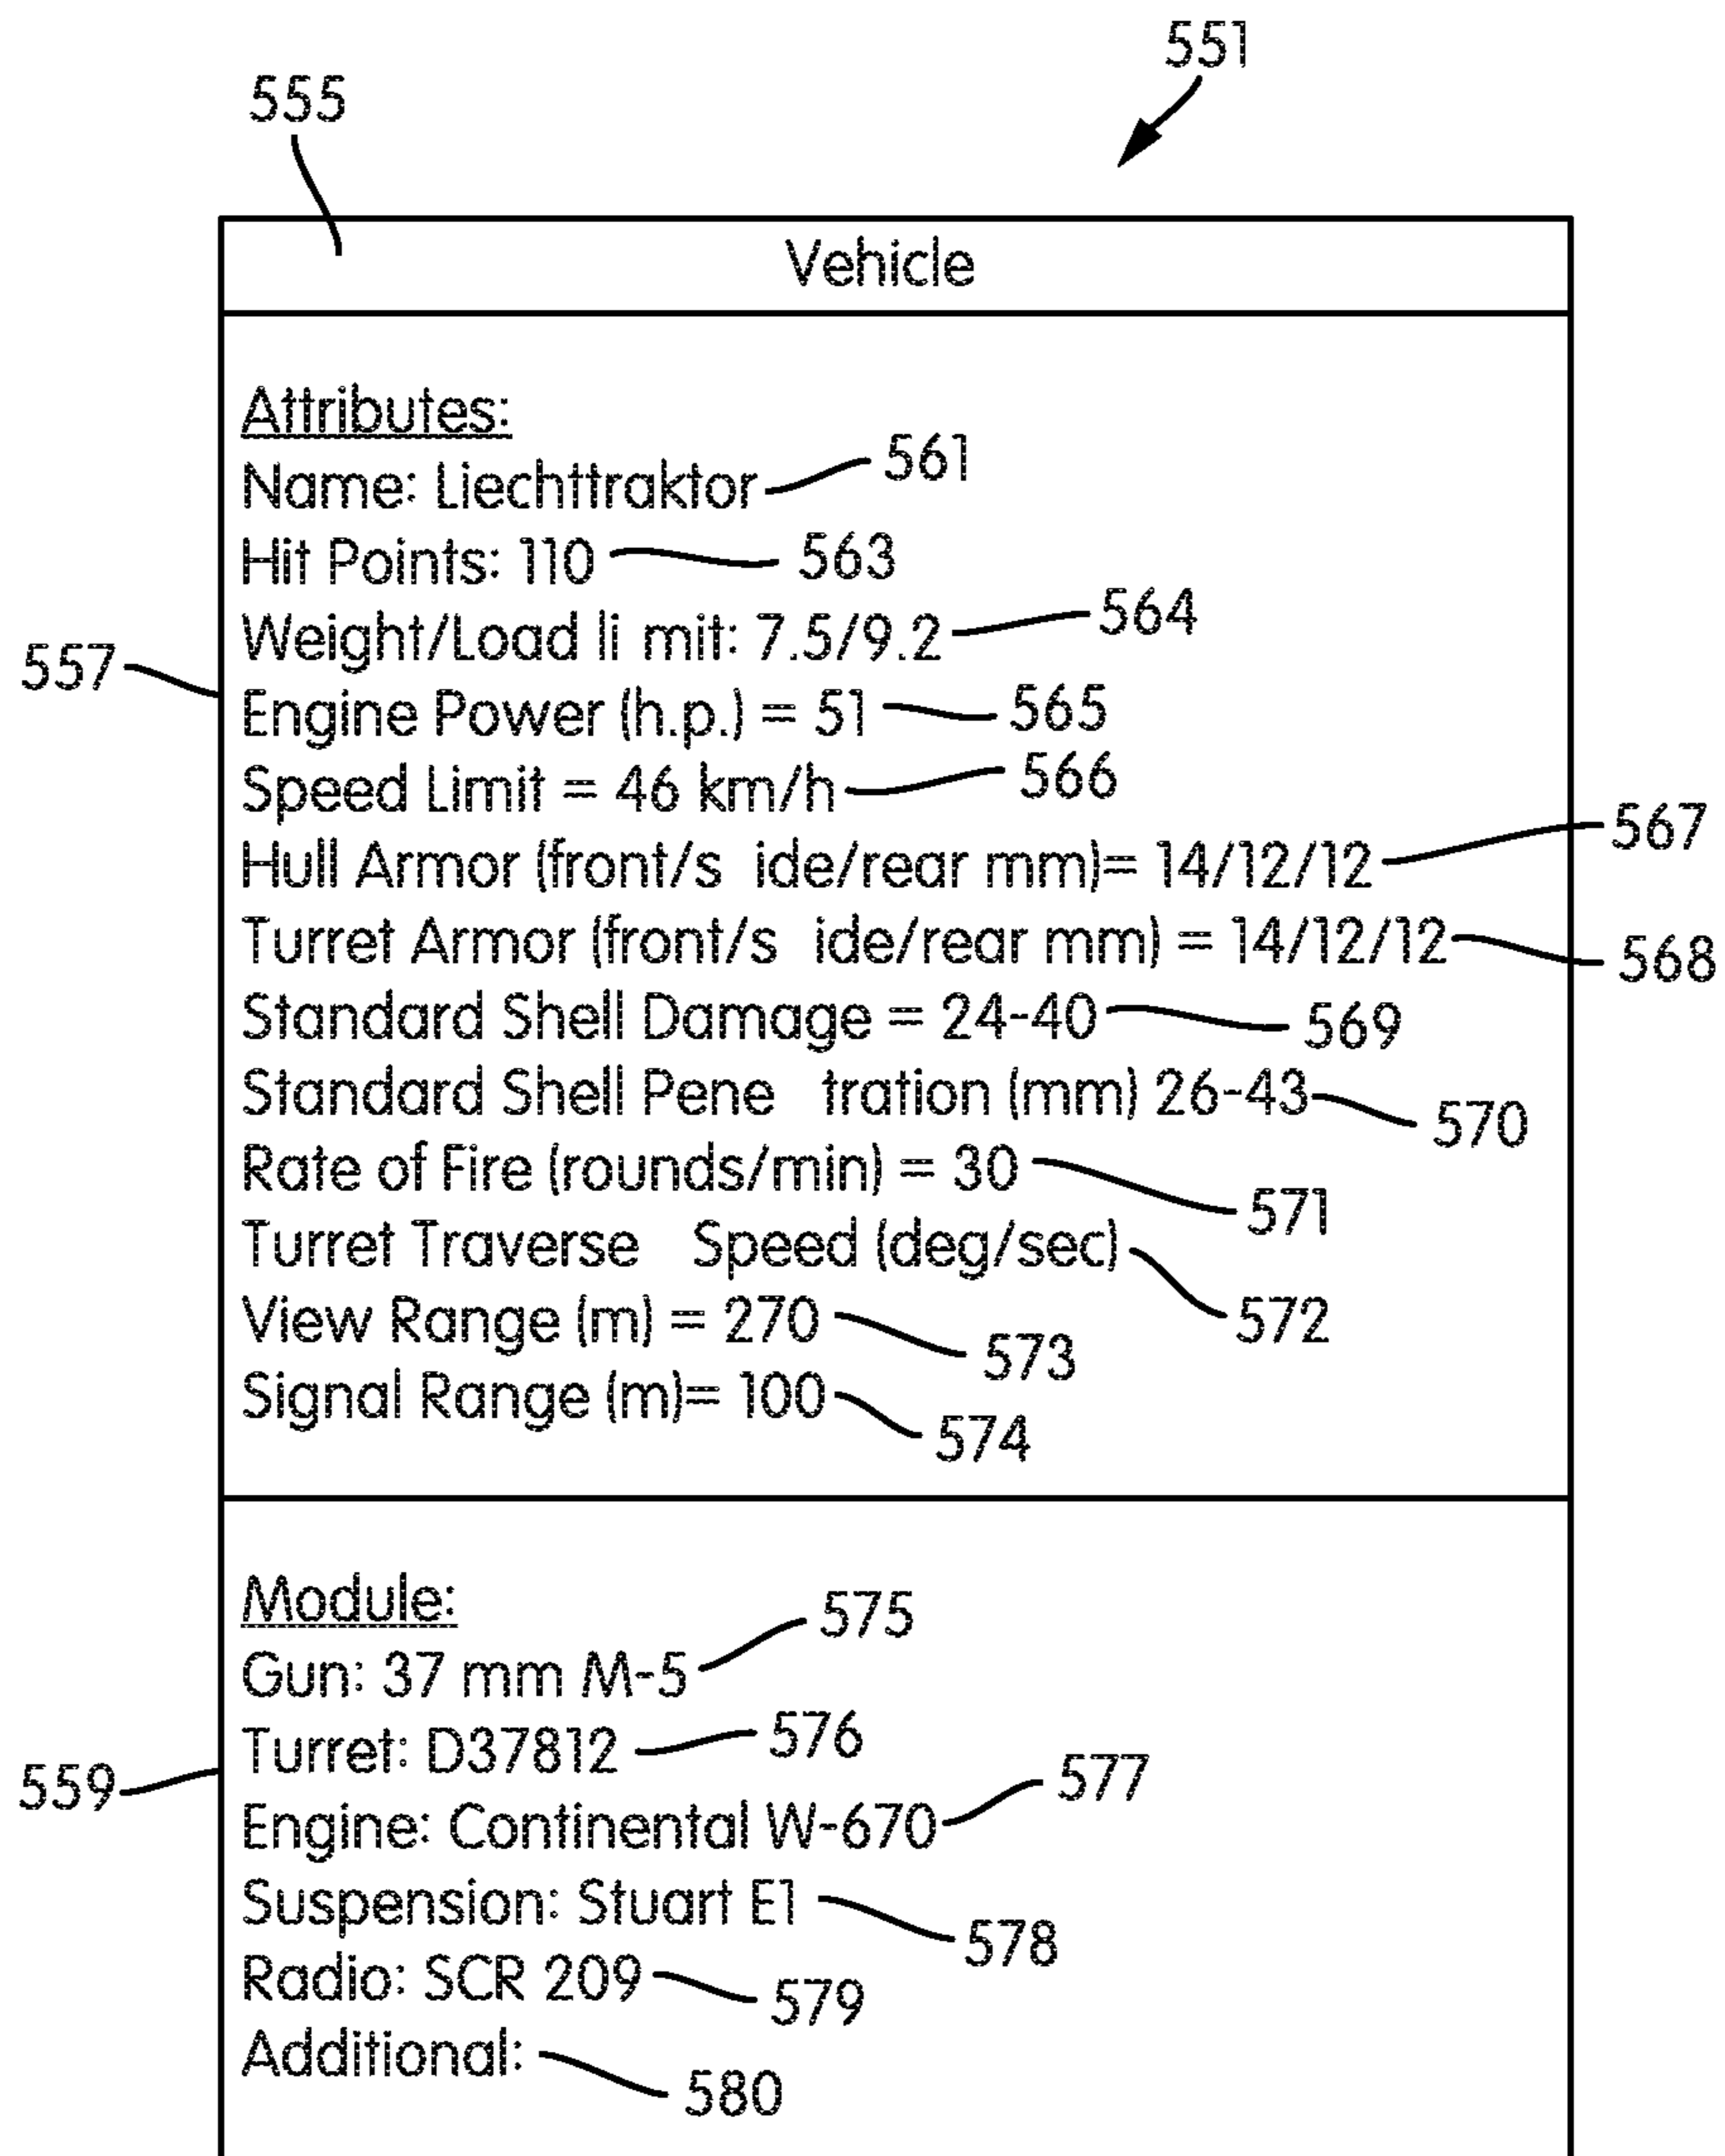 551
555
Vehicle
Attributes:
Name: Liechttraktor 561
Hit Points: 110 563
Weight/Load li mit: 7.5/9.2 564
557
Engine Power (h.p.) = 51 565
Speed Limit = 46 km/h 566
Hull Armor (front/s ide/rear mm)= 14/12/12 567
Turret Armor (front/s ide/rear mm) = 14/12/12 568
Standard Shell Damage = 24-40 569
Standard Shell Pene tration (mm) 26-43 570
Rate of Fire (rounds/min) = 30 571
Turret Traverse Speed (deg/sec) 572
View Range (m) = 270 573
Signal Range (m)= 100 574
Module:
Gun: 37 mm M-5 575
Turret: D37812 576
559
Engine: Continental W-670 577
Suspension: Stuart E1 578
Radio: SCR 209 579
Additional: 580